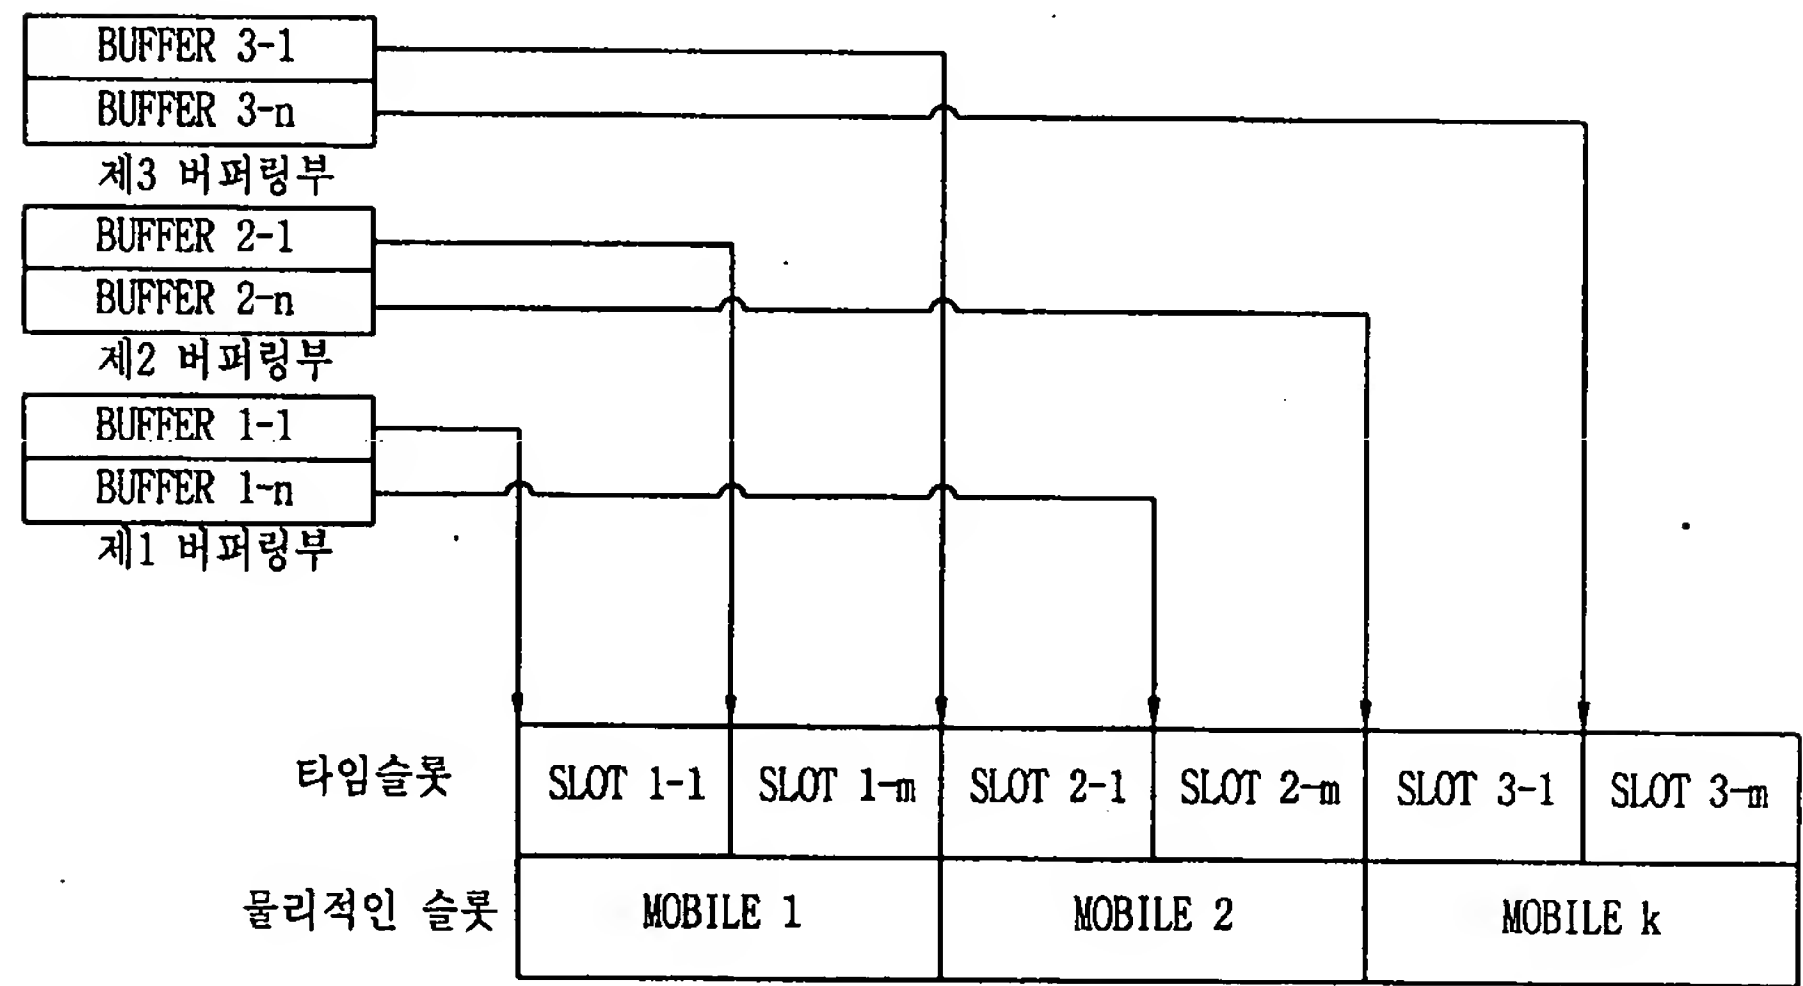 BUFFER 3-1
BUFFER 3-n
제3 버퍼링부
BUFFER 2-1
BUFFER 2-n
제2 버퍼링부
BUFFER 1-1
BUFFER 1-n
제1 버퍼링부
타임슬롯 SLOT 1-1 SLOT 1-m SLOT 2-1 SLOT 2-m SLOT 3-1 SLOT 3-m
물리적인 슬롯 MOBILE 1 MOBILE 2 MOBILE k